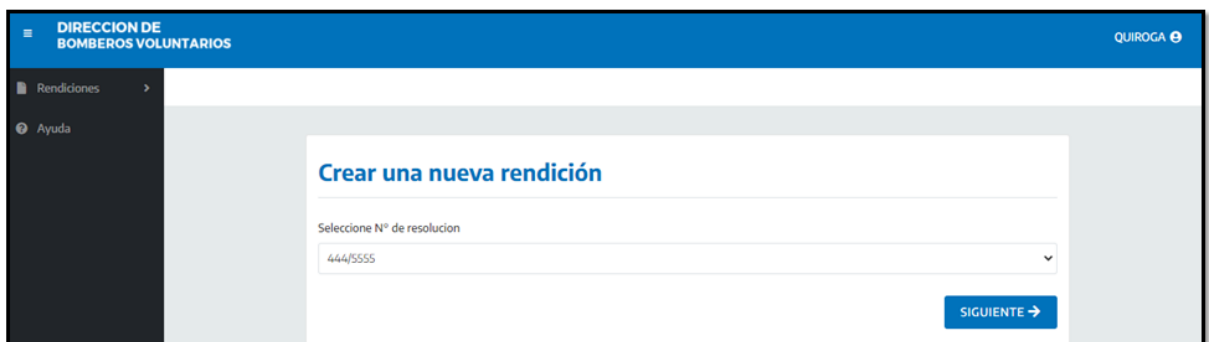 DIRECCION DE
BOMBEROS VOLUNTARIOS
QUIROGA
Rendiciones
Ayuda
Crear una nueva rendición
Seleccione N° de resolucion
444/5555
SIGUIENTE →